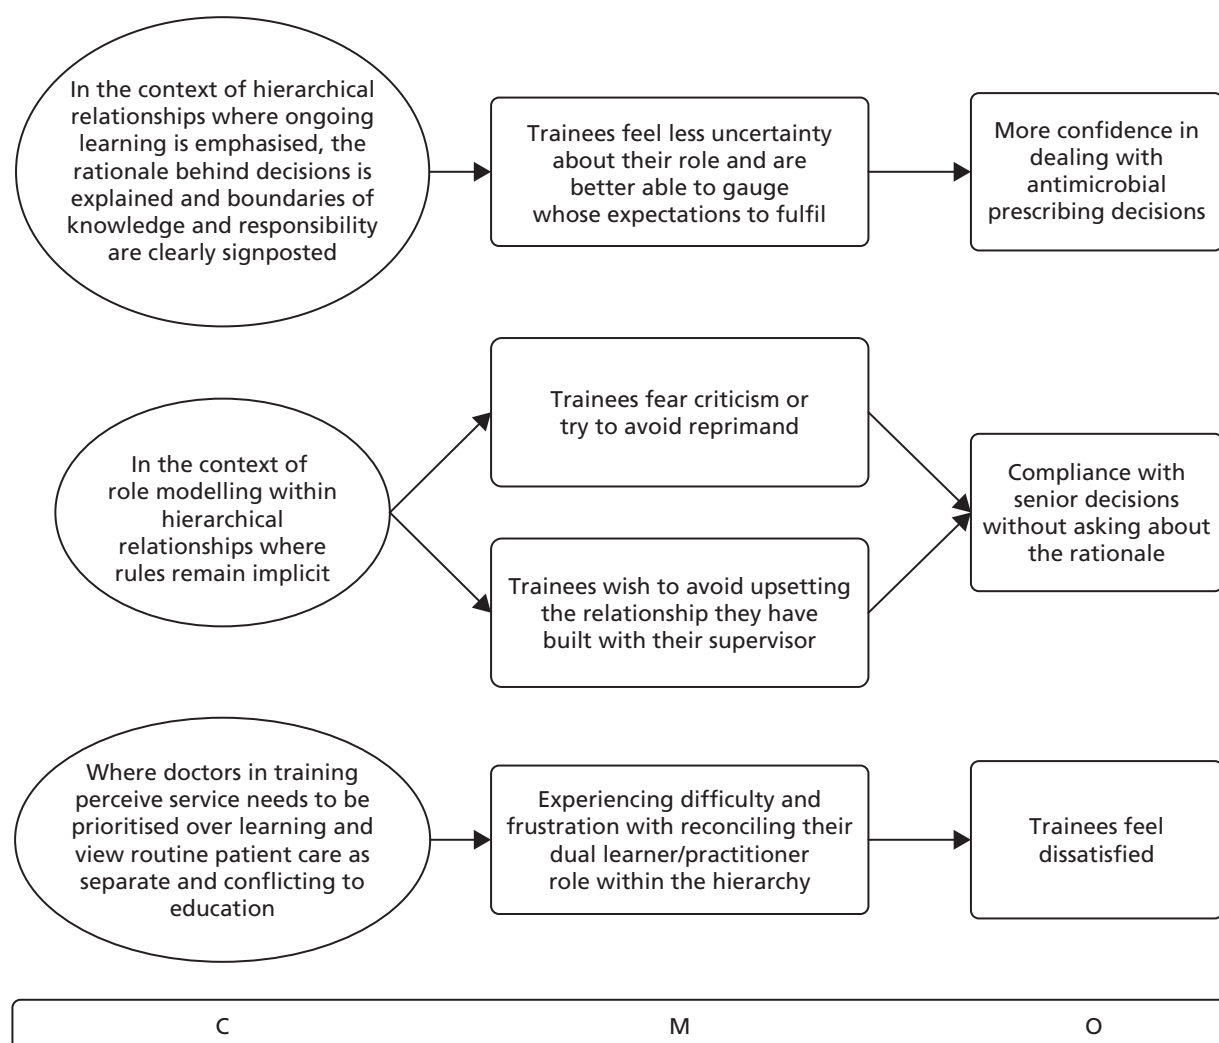 In the context of hierarchical
relationships where ongoing
learning is emphasised, the
rationale behind decisions is
explained and boundaries of
knowledge and responsibility
are clearly signposted
Trainees feel less uncertainty
about their role and are
better able to gauge
whose expectations to fulfil
More confidence in
dealing with
antimicrobial
prescribing decisions
In the context of
role modelling within
hierarchical
relationships where
rules remain implicit
Trainees fear criticism or
try to avoid reprimand
Trainees wish to avoid upsetting
the relationship they have
built with their supervisor
Compliance with
senior decisions
without asking about
the rationale
Where doctors in training
perceive service needs to be
prioritised over learning and
view routine patient care as
separate and conflicting to
education
Experiencing difficulty and
frustration with reconciling their
dual learner/practitioner
role within the hierarchy
Trainees feel
dissatisfied
C M O